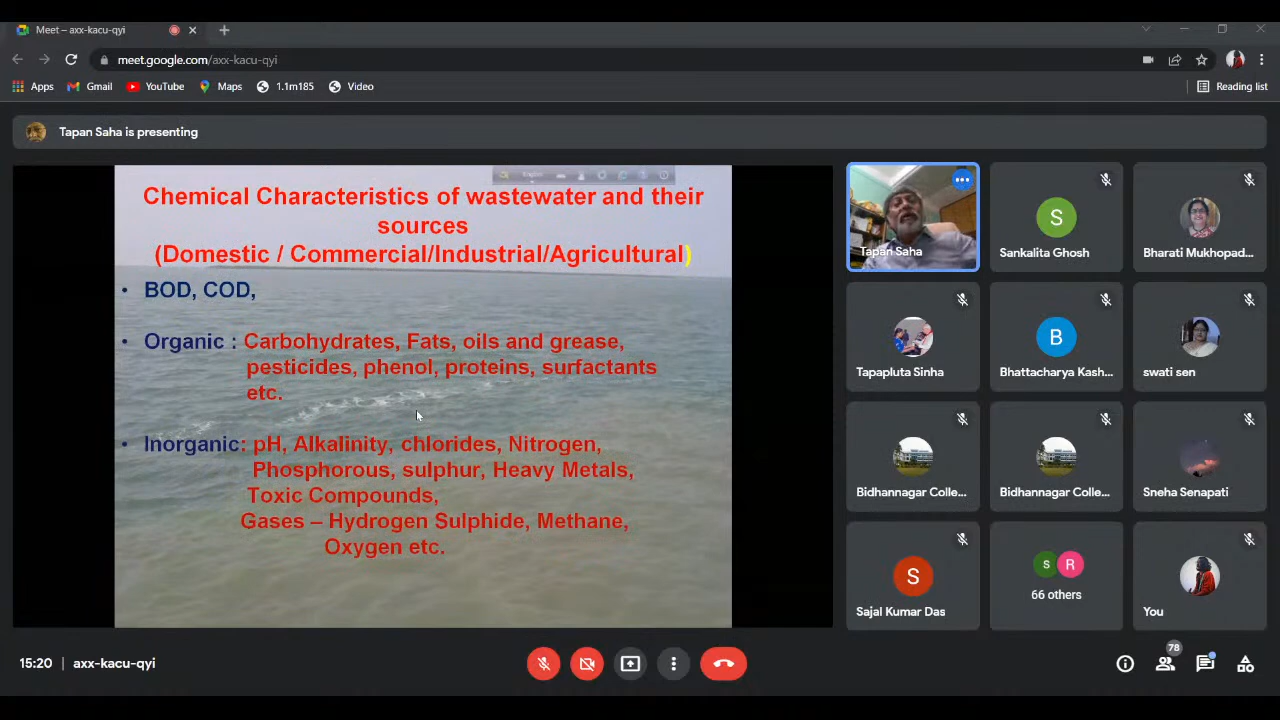 Meet – axx-kacu-qyi
meet.google.com/axx-kacu-qyi
Apps
Gmail
YouTube
Maps
1.1m185
Video
Reading list
Tapan Saha is presenting
English
Chemical Characteristics of wastewater and their
sources
(Domestic / Commercial/Industrial/Agricultural)
• BOD, COD,
• Organic : Carbohydrates, Fats, oils and grease,
pesticides, phenol, proteins, surfactants
etc.
• Inorganic: pH, Alkalinity, chlorides, Nitrogen,
Phosphorous, sulphur, Heavy Metals,
Toxic Compounds,
Gases – Hydrogen Sulphide, Methane,
Oxygen etc.
Tapan Saha
S
Sankalita Ghosh
Bharati Mukhopad...
Tapapluta Sinha
B
Bhattacharya Kash...
swati sen
Bidhannagar Colle...
Bidhannagar Colle...
Sneha Senapati
S
Sajal Kumar Das
s R
66 others
You
15:20 | axx-kacu-qyi
78